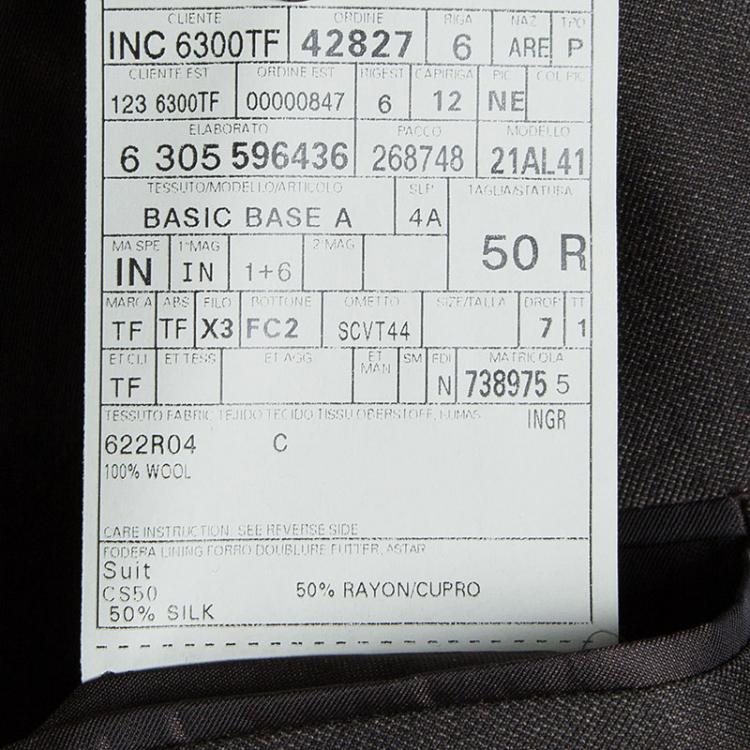 CLIENTE ORDINE RIGA NAZ TPO
INC 6300TF 42827 6 ARE P
CLIENTE EST ORDINE EST RIGEST CAPIRIGA PIC COL PIC
123 6300TF 00000847 6 12 NE
ELABORATO PACCO MODELLO
6 305 596436 268748 21AL41
TESSUTO/MODELLO/ARTICOLO SLP TAGLIA/STATURA
BASIC BASE A 4A 50 R
MA SPE 1°MAG 2°MAG
IN IN 1+6
MARCA ABS FILO BOTTONE OMETTO SIZE/TALLA DROP TT
TF TF X3 FC2 SCVT44 7 1
ET CLI ET TESS ET AGG ET MAN SM FDI MATRICOLA
TF N 738975 5
TESSUTO FABRIC TEJIDO TECIDO TISSU OBERSTOFF, KUMAS INGR
622R04 C
100% WOOL
CARE INSTRUCTION SEE REVERSE SIDE
FODERA LINING FORRO DOUBLURE FUTTER, ASTAR
Suit
CS50 50% RAYON/CUPRO
50% SILK